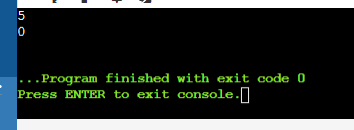 5
0
...Program finished with exit code 0
Press ENTER to exit console.